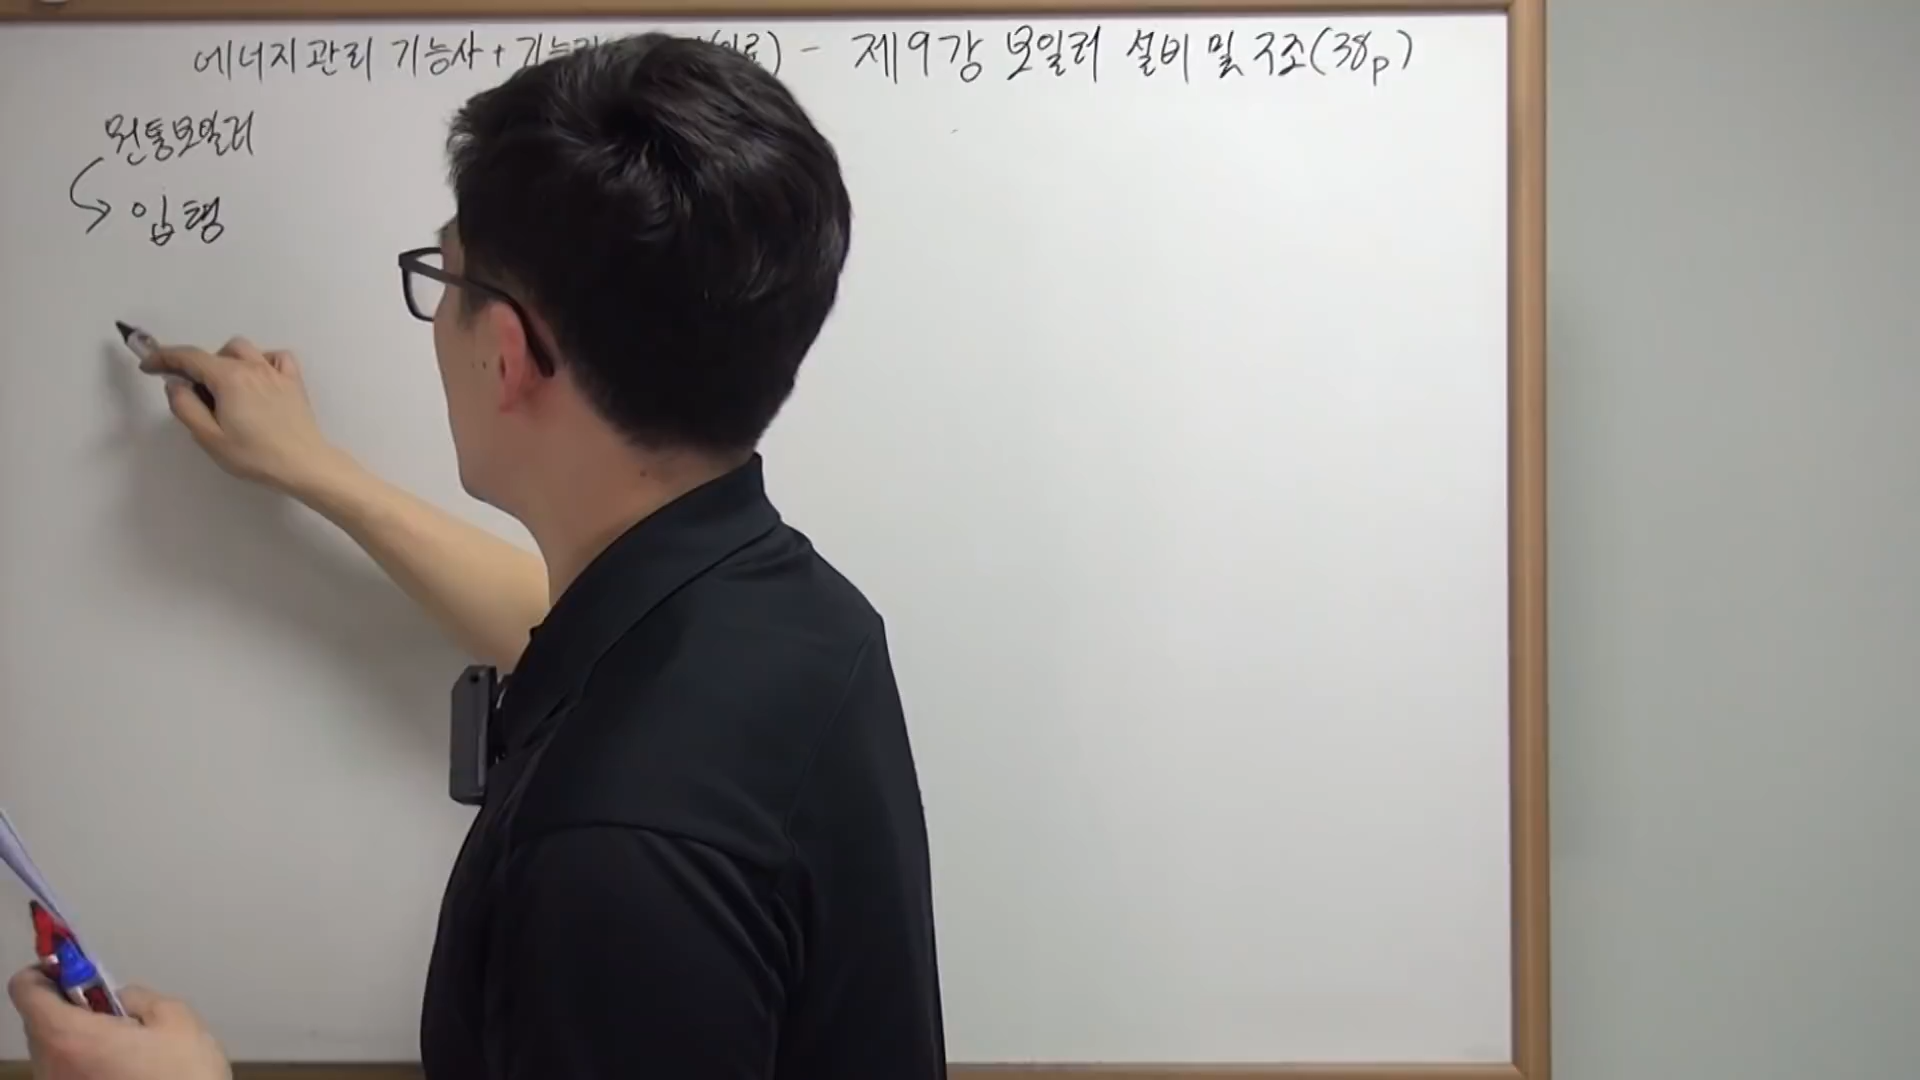 에너지관리 기능사 + 기능 료) - 제9강 보일러 설비 및 구조(38p)
원통보일러
입형